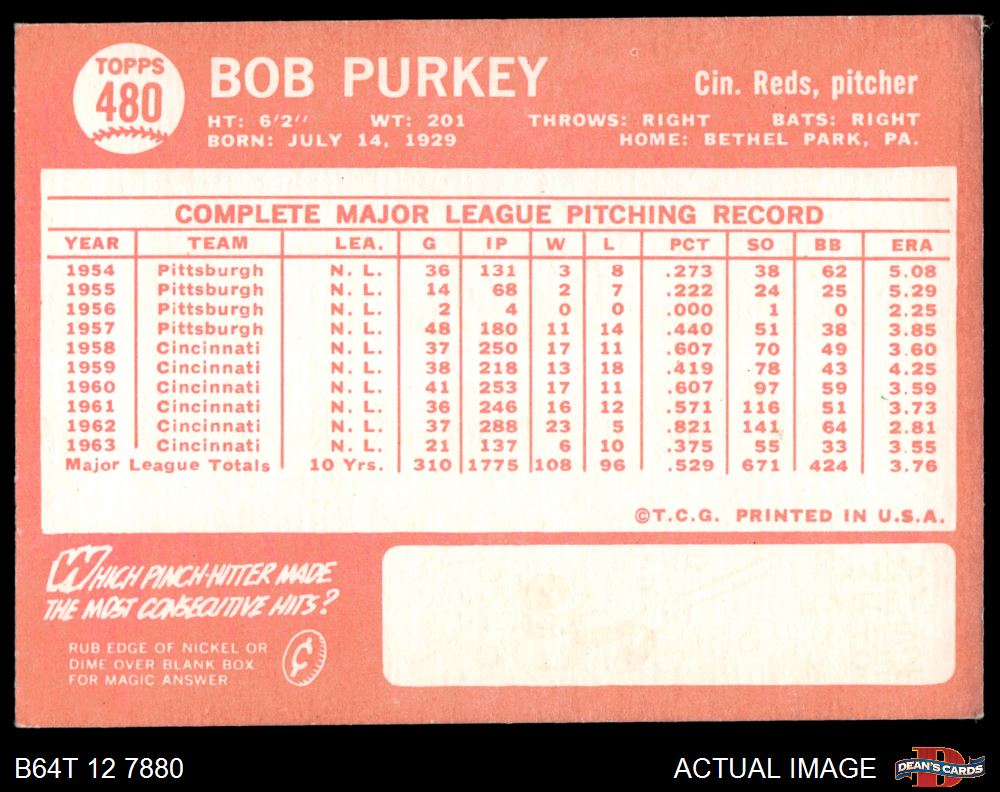 TOPPS
480
BOB PURKEY
Cin. Reds, pitcher
HT: 6'2" WT: 201 THROWS: RIGHT BATS: RIGHT
BORN: JULY 14, 1929 HOME: BETHEL PARK, PA.
COMPLETE MAJOR LEAGUE PITCHING RECORD
YEAR TEAM LEA. G IP W L PCT SO BB ERA
1954 Pittsburgh N. L. 36 131 3 8 .273 38 62 5.08
1955 Pittsburgh N. L. 14 68 2 7 .222 24 25 5.29
1956 Pittsburgh N. L. 2 4 0 0 .000 1 0 2.25
1957 Pittsburgh N. L. 48 180 11 14 .440 51 38 3.85
1958 Cincinnati N. L. 37 250 17 11 .607 70 49 3.60
1959 Cincinnati N. L. 38 218 13 18 .419 78 43 4.25
1960 Cincinnati N. L. 41 253 17 11 .607 97 59 3.59
1961 Cincinnati N. L. 36 246 16 12 .571 116 51 3.73
1962 Cincinnati N. L. 37 288 23 5 .821 141 64 2.81
1963 Cincinnati N. L. 21 137 6 10 .375 55 33 3.55
Major League Totals 10 Yrs. 310 1775 108 96 .529 671 424 3.76
©T.C.G. PRINTED IN U.S.A.
WHICH PINCH-HITTER MADE
THE MOST CONSECUTIVE HITS?
RUB EDGE OF NICKEL OR
DIME OVER BLANK BOX
FOR MAGIC ANSWER
B64T 12 7880
ACTUAL IMAGE
DEAN'S CARDS